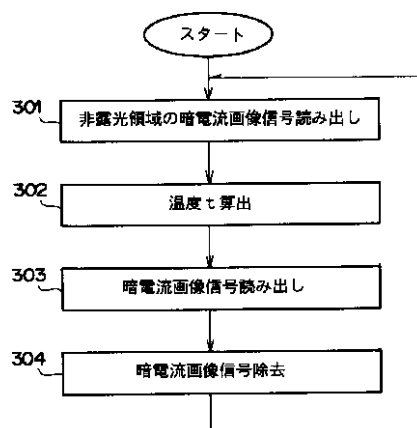 スタート
301
非露光領域の暗電流画像信号読み出し
302
温度t算出
303
暗電流画像信号読み出し
304
暗電流画像信号除去